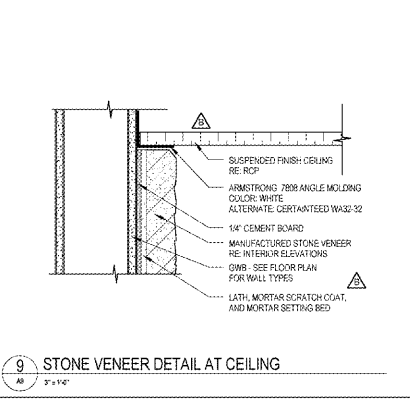 B
SUSPENDED FINISH CEILING
RE: RCP
ARMSTRONG 7808 ANGLE MOLDING
COLOR: WHITE
ALTERNATE: CERTAINTEED WA32-32
1/4" CEMENT BOARD
MANUFACTURED STONE VENEER
RE: INTERIOR ELEVATIONS
GWB - SEE FLOOR PLAN
FOR WALL TYPES
B
LATH, MORTAR SCRATCH COAT,
AND MORTAR SETTING BED
9 STONE VENEER DETAIL AT CEILING
A9 3" = 1'-0"